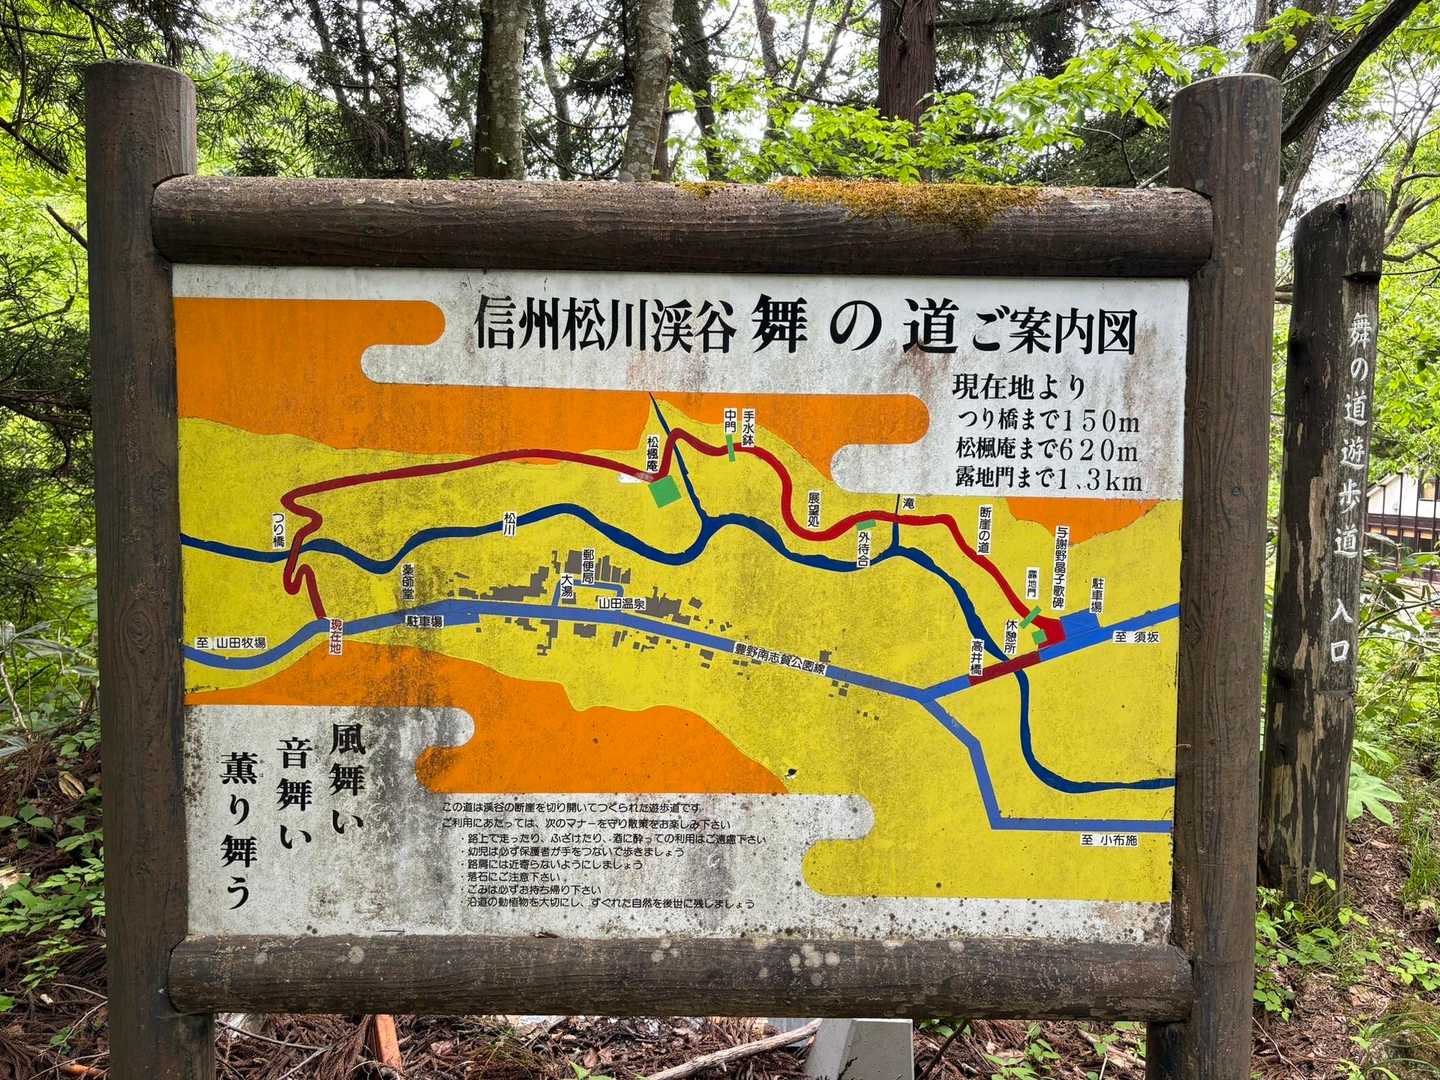 信州松川渓谷 舞の道 ご案内図
現在地より
つり橋まで150m
松楓庵まで620m
露地門まで1.3km
手水鉢
中門
松楓庵
展望処
滝
断崖の道
外待合
与謝野晶子歌碑
露地門
駐車場
休憩所
高井橋
至 須坂
つり橋
松川
薬師堂
郵便局
大湯
山田温泉
駐車場
現在地
至 山田牧場
豊野南志賀公園線
至 小布施
風舞い
音舞い
薫り舞う
この道は渓谷の断崖を切り開いてつくられた遊歩道です
ご利用にあたっては、次のマナーを守り散策をお楽しみ下さい
・路上で走ったり、ふざけたり、酒に酔っての利用はご遠慮下さい
・幼児は必ず保護者が手をつないで歩きましょう
・路肩には近寄らないようにしましょう
・落石にご注意下さい。
・ごみは必ずお持ち帰り下さい
・沿道の動植物を大切にし、すぐれた自然を後世に残しましょう
舞の道遊歩道 入口